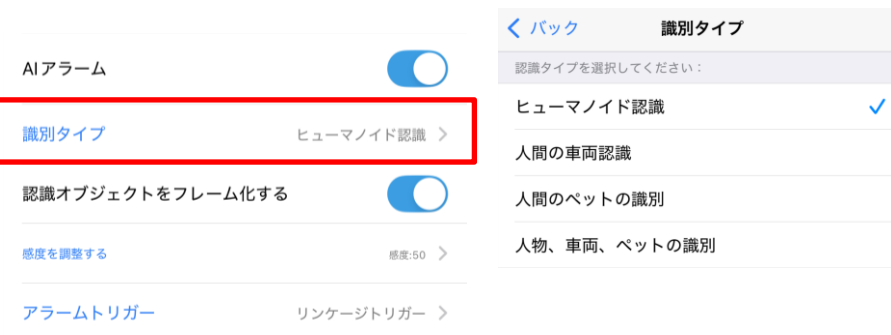 AIアラーム
識別タイプ
ヒューマノイド認識
認識オブジェクトをフレーム化する
感度を調整する
感度:50
アラームトリガー
リンケージトリガー
バック
識別タイプ
認識タイプを選択してください：
ヒューマノイド認識
人間の車両認識
人間のペットの識別
人物、車両、ペットの識別